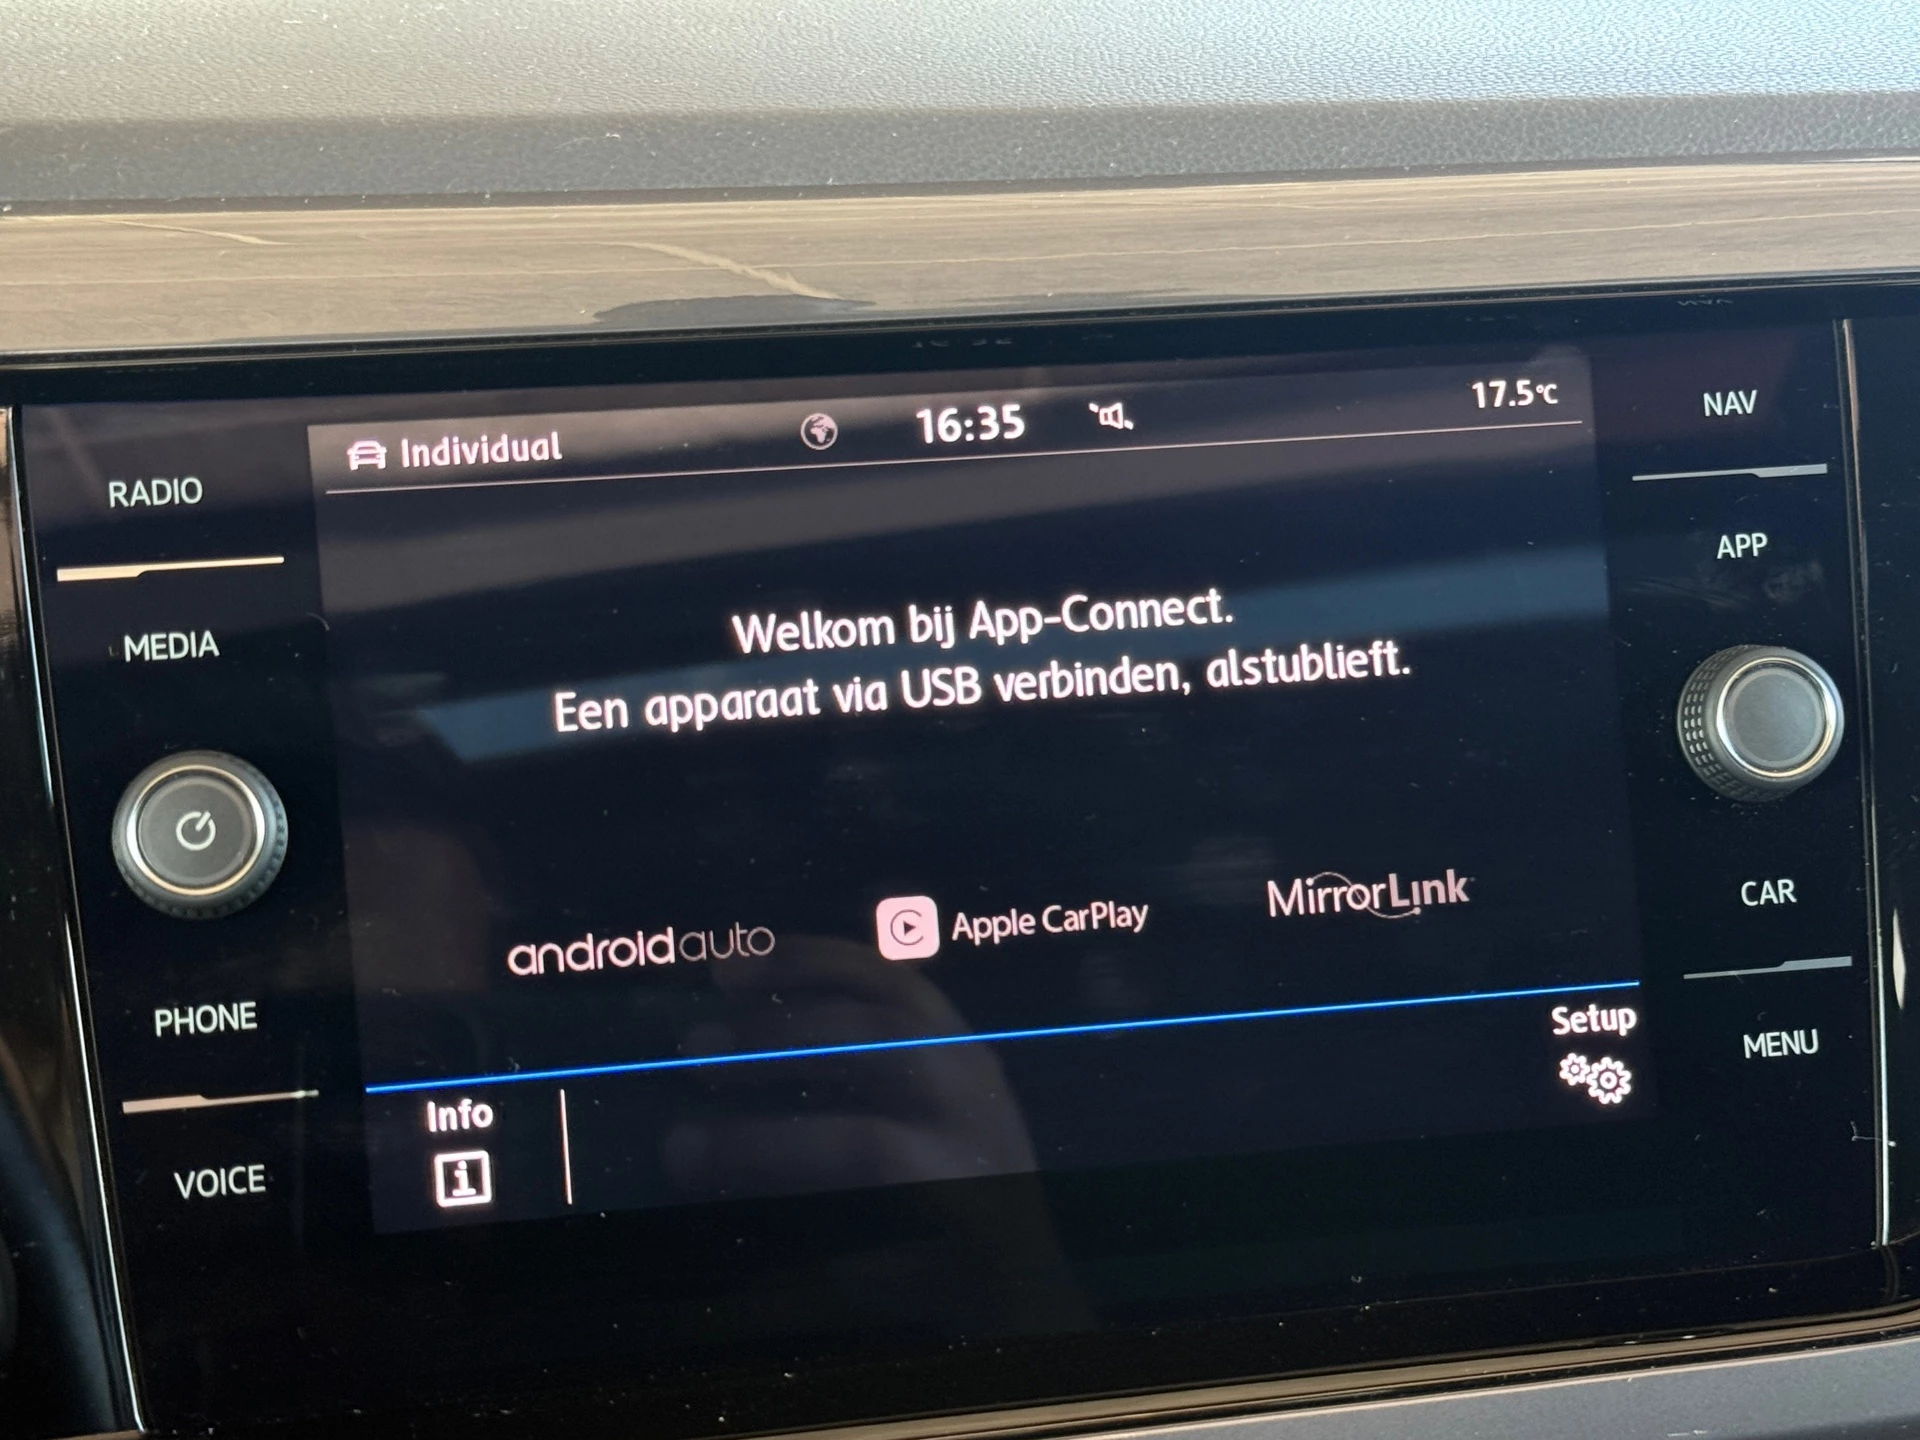 Individual
16:35
17.5°C
NAV
RADIO
APP
MEDIA
Welkom bij App-Connect.
Een apparaat via USB verbinden, alstublieft.
androidauto
Apple CarPlay
MirrorLink
CAR
PHONE
Setup
MENU
Info
VOICE